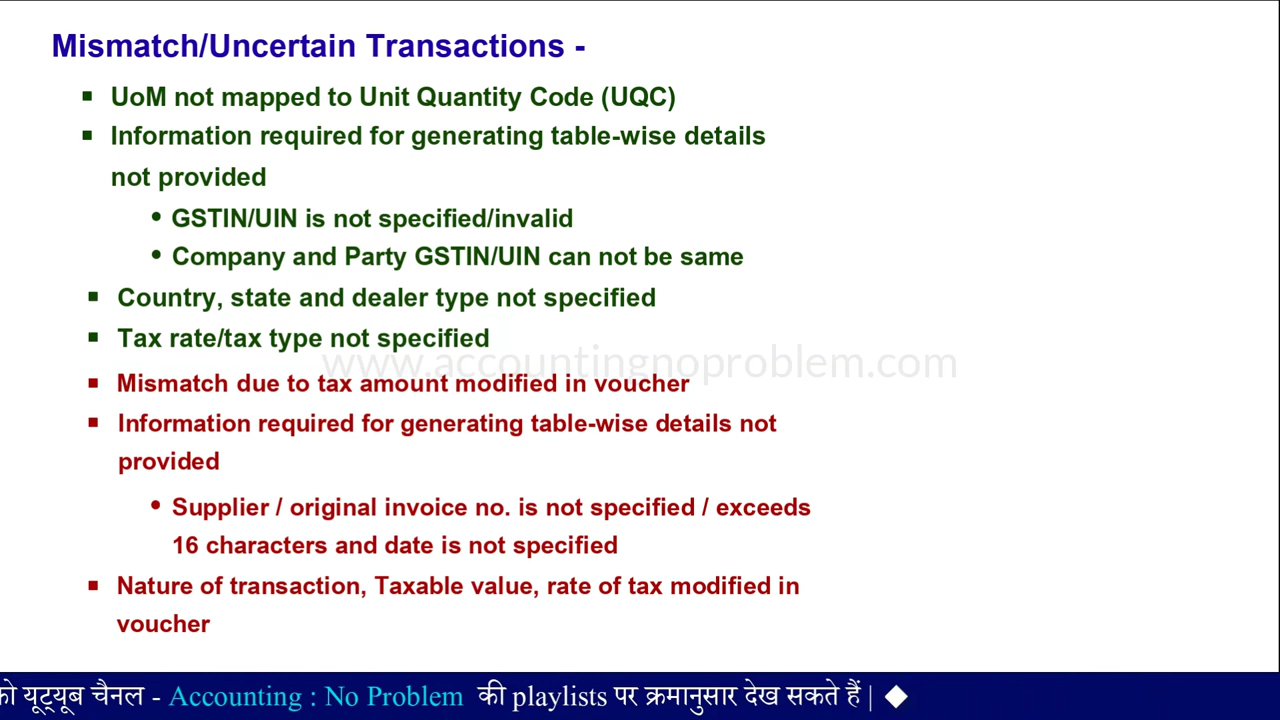 Mismatch/Uncertain Transactions -
▪ UoM not mapped to Unit Quantity Code (UQC)
▪ Information required for generating table-wise details
not provided
• GSTIN/UIN is not specified/invalid
• Company and Party GSTIN/UIN can not be same
▪ Country, state and dealer type not specified
▪ Tax rate/tax type not specified
www.accountingnoproblem.com
▪ Mismatch due to tax amount modified in voucher
▪ Information required for generating table-wise details not
provided
• Supplier / original invoice no. is not specified / exceeds
16 characters and date is not specified
▪ Nature of transaction, Taxable value, rate of tax modified in
voucher
को यूट्यूब चैनल - Accounting : No Problem की playlists पर क्रमानुसार देख सकते हैं | ◆